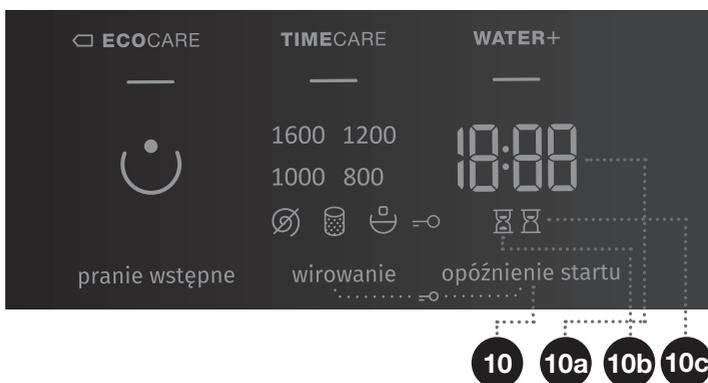 ECOCARE TIMECARE WATER+
1600 1200
18:88
1000 800
pranie wstępne wirowanie opóźnienie startu
10 10a 10b 10c